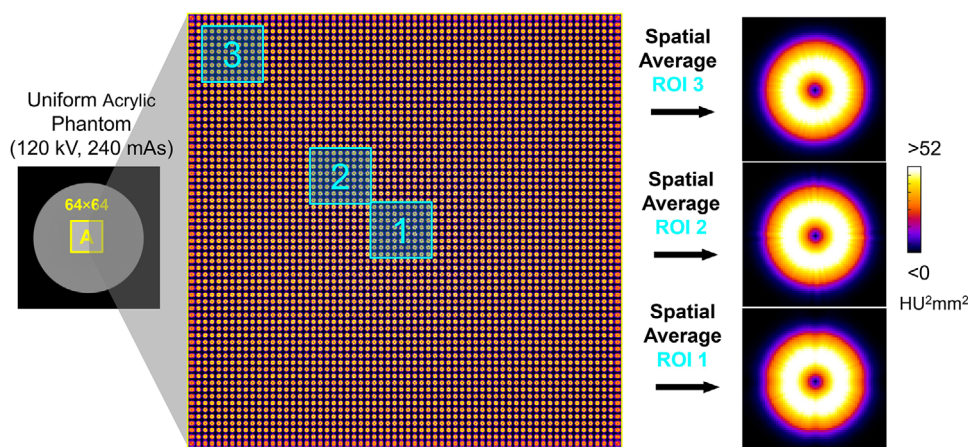 Uniform Acrylic
Phantom
(120 kV, 240 mAs)
64×64
A
3
2
1
Spatial
Average
ROI 3
Spatial
Average
ROI 2
Spatial
Average
ROI 1
>52
<0
HU²mm²